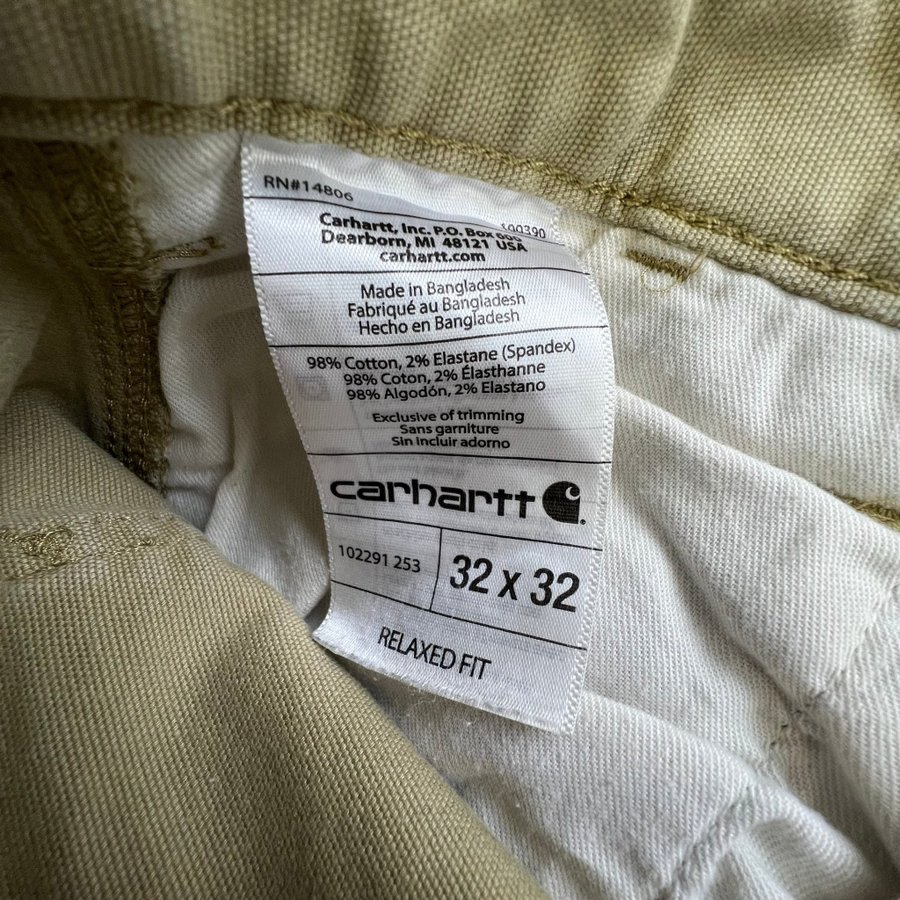 RN#14806
100390
Carhartt, Inc. P.O. Box 600
Dearborn, MI 48121 USA
carhartt.com
Made in Bangladesh
Fabriqué au Bangladesh
Hecho en Bangladesh
98% Cotton, 2% Elastane (Spandex)
98% Coton, 2% Élasthanne
98% Algodón, 2% Elastano
Exclusive of trimming
Sans garniture
Sin incluir adorno
carhartt
102291 253
32 x 32
RELAXED FIT